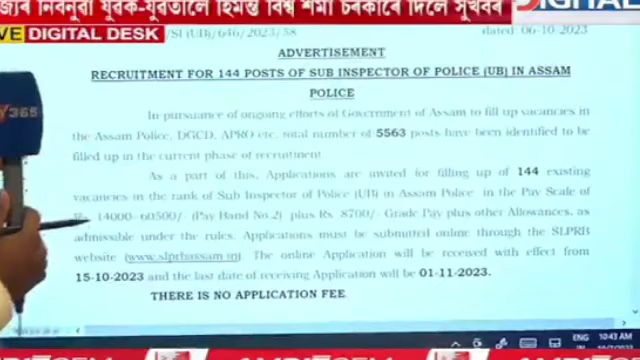 নিবনুৱা যুৱক-যুৱতীলৈ হিমন্ত বিশ্ব শৰ্মা চৰকাৰে দিলে সুখবৰ
DIGITAL
LIVE DIGITAL DESK
/SI (UB)/646/2023/58 dated 06-10-2023
ADVERTISEMENT
RECRUITMENT FOR 144 POSTS OF SUB INSPECTOR OF POLICE (UB) IN ASSAM
POLICE
365
In pursuance of ongoing efforts of Government of Assam to fill up vacancies in
the Assam Police, DGCD, APRO etc, total number of 5563 posts have been identified to be
filled up in the current phase of recruitment.
As a part of this, Applications are invited for filling up of 144 existing
vacancies in the rank of Sub Inspector of Police (UB) in Assam Police in the Pay Scale of
14000-60500/- (Pay Band No.2) plus Rs 8700/- Grade Pay plus other Allowances, as
admissible under the rules. Applications must be submitted online through the SLPRB
website (www.slprbassam.in). The online Application will be received with effect from
15-10-2023 and the last date of receiving Application will be 01-11-2023.
THERE IS NO APPLICATION FEE
ENG 10:43 AM
IN